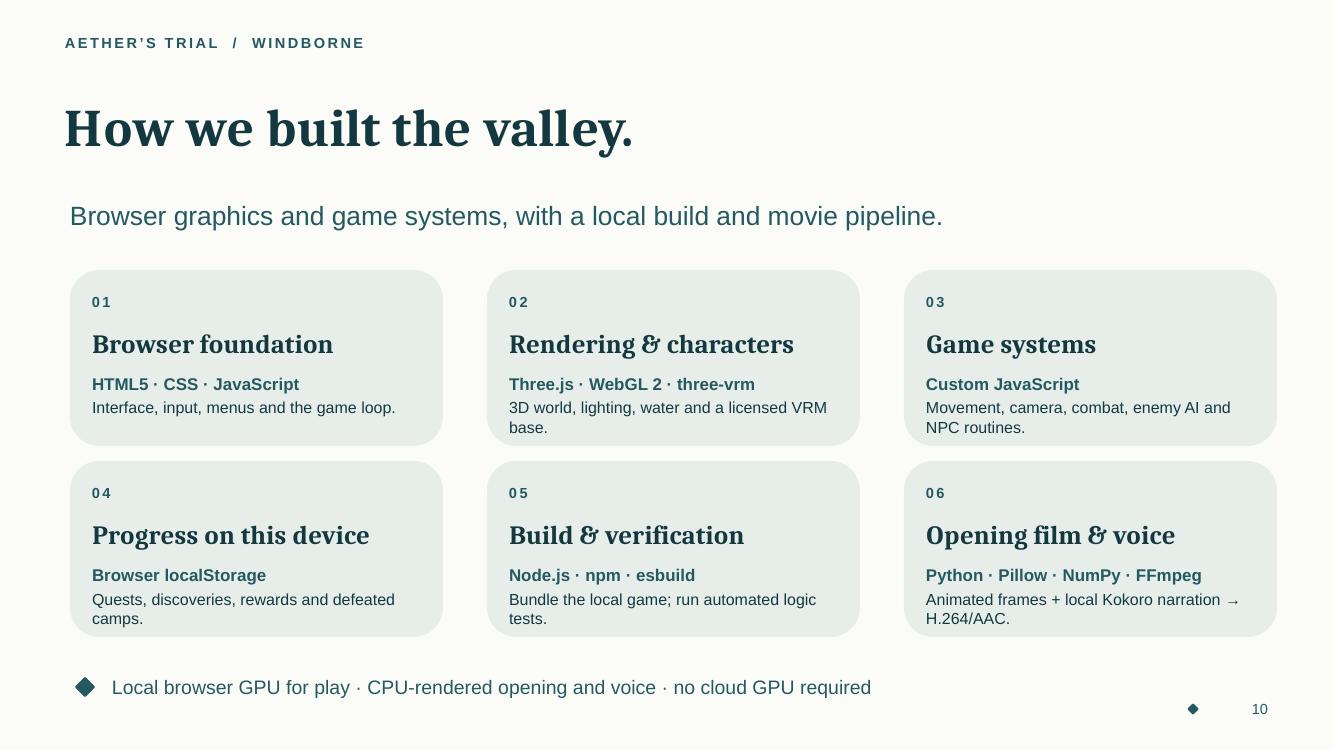 AETHER’S TRIAL / WINDBORNE
How we built the valley.
Browser graphics and game systems, with a local build and movie pipeline.
01
Browser foundation
HTML5 · CSS · JavaScript
Interface, input, menus and the game loop.
02
Rendering & characters
Three.js · WebGL 2 · three-vrm
3D world, lighting, water and a licensed VRM
base.
03
Game systems
Custom JavaScript
Movement, camera, combat, enemy AI and
NPC routines.
04
Progress on this device
Browser localStorage
Quests, discoveries, rewards and defeated
camps.
05
Build & verification
Node.js · npm · esbuild
Bundle the local game; run automated logic
tests.
06
Opening film & voice
Python · Pillow · NumPy · FFmpeg
Animated frames + local Kokoro narration →
H.264/AAC.
Local browser GPU for play · CPU-rendered opening and voice · no cloud GPU required
10